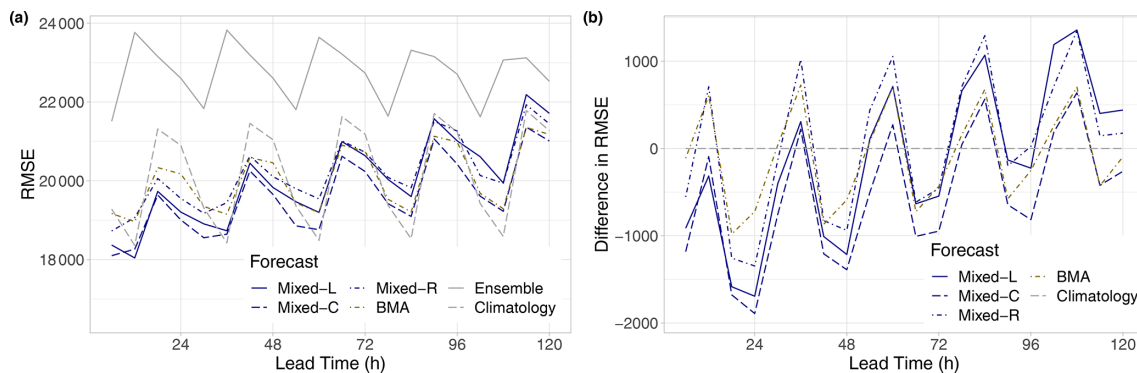 (a)
RMSE
24000
22000
20000
18000
Forecast
Mixed−L
Mixed−R
Ensemble
Mixed−C
BMA
Climatology
24
48
72
96
120
Lead Time (h)
(b)
Difference in RMSE
1000
0
−1000
−2000
Forecast
Mixed−L
BMA
Mixed−C
Climatology
Mixed−R
24
48
72
96
120
Lead Time (h)